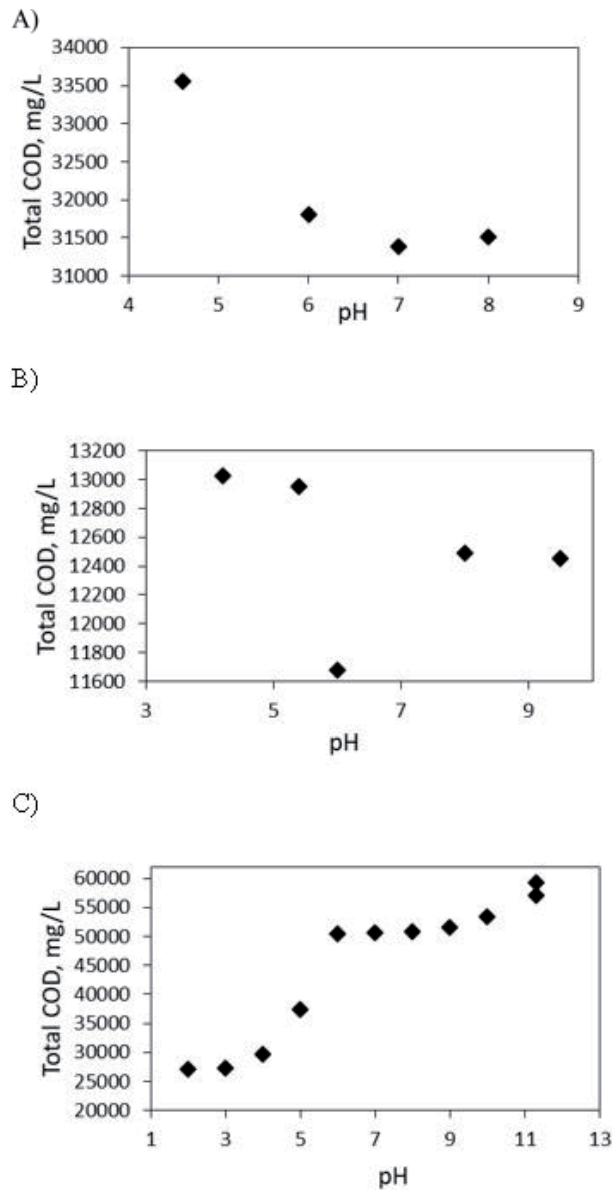 A)
34000
33500
33000
32500
32000
31500
31000
Total COD, mg/L
4 5 6 7 8 9
pH
B)
13200
13000
12800
12600
12400
12200
12000
11800
11600
Total COD, mg/L
3 5 7 9
pH
C)
60000
55000
50000
45000
40000
35000
30000
25000
20000
Total COD, mg/L
1 3 5 7 9 11 13
pH